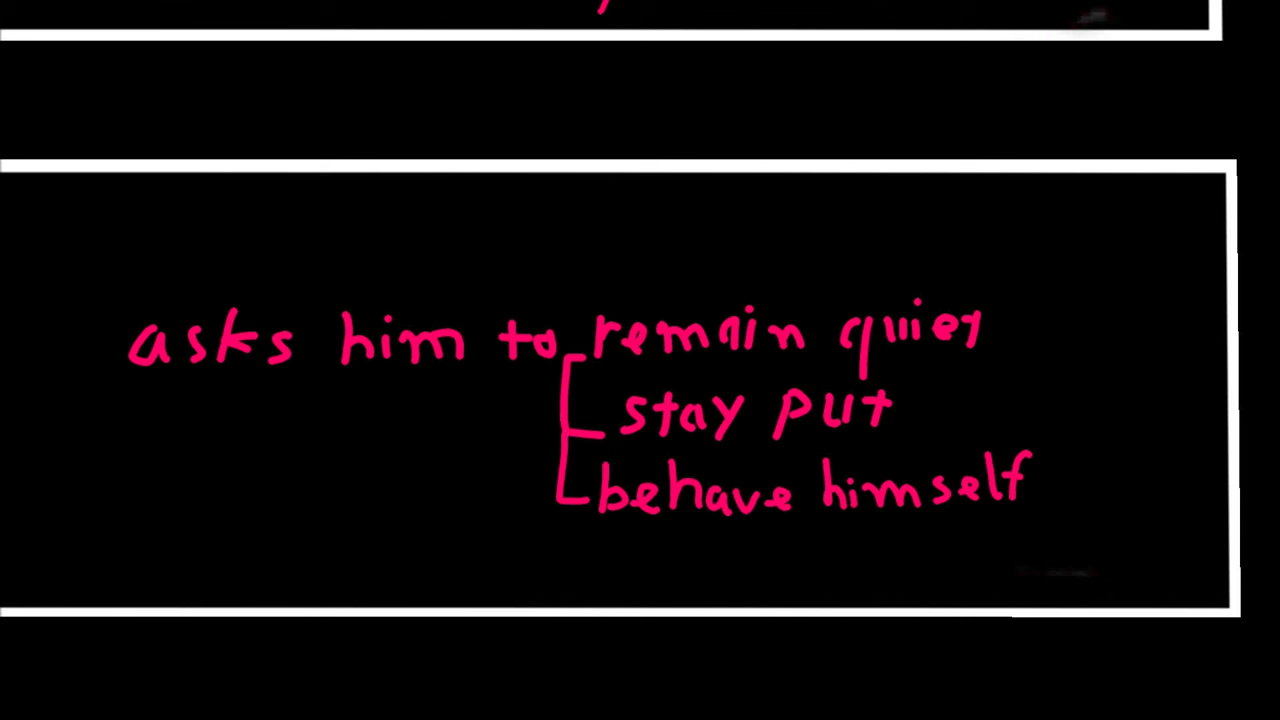 asks him to remain quiet
stay put
behave himself